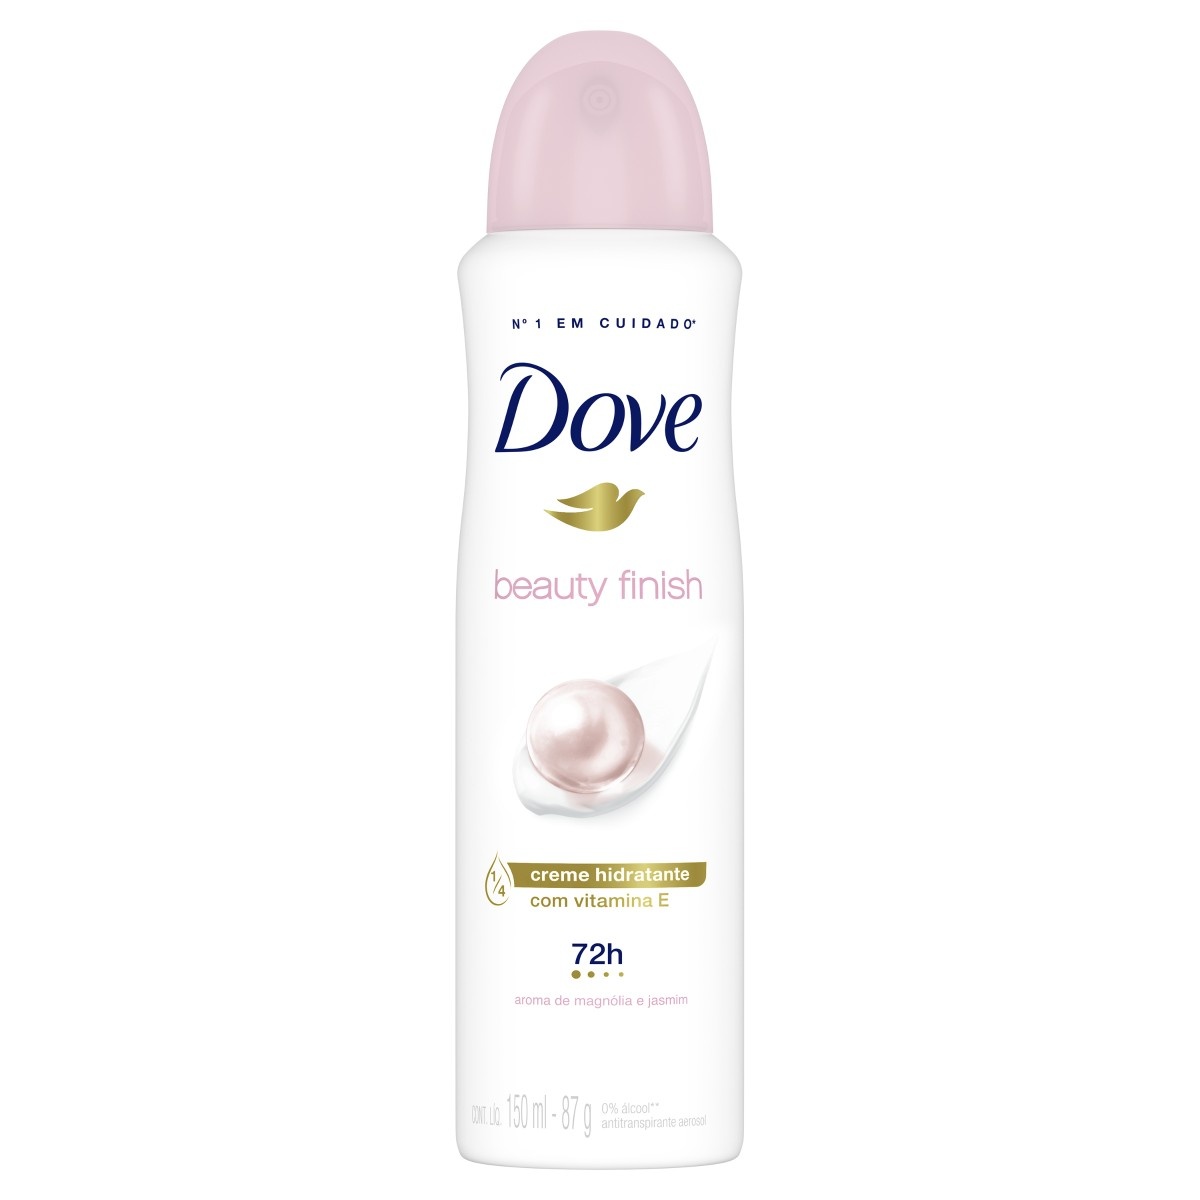 Nº 1 EM CUIDADO*
Dove
beauty finish
1/4
creme hidratante
com vitamina E
72h
aroma de magnólia e jasmim
CONT. LÍQ. 150 ml - 87 g
0% álcool**
antitranspirante aerosol